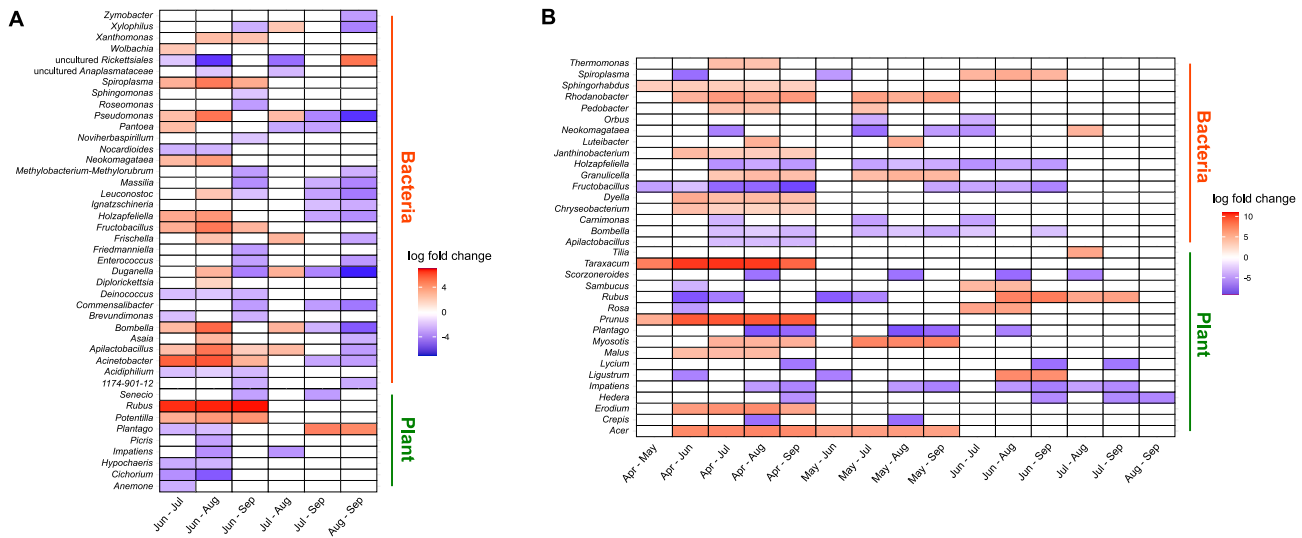 A
Zymobacter
Xylophilus
Xanthomonas
Wolbachia
uncultured Rickettsiales
uncultured Anaplasmataceae
Spiroplasma
Sphingomonas
Roseomonas
Pseudomonas
Pantoea
Noviherbaspirillum
Nocardioides
Neokomagataea
Methylobacterium-Methylorubrum
Massilia
Leuconostoc
Ignatzschineria
Holzapfeliella
Fructobacillus
Frischella
Friedmanniella
Enterococcus
Duganella
Diplorickettsia
Deinococcus
Commensalibacter
Brevundimonas
Bombella
Asaia
Apilactobacillus
Acinetobacter
Acidiphilium
1174-901-12
Senecio
Rubus
Potentilla
Plantago
Picris
Impatiens
Hypochaeris
Cichorium
Anemone
Jun - Jul
Jun - Aug
Jun - Sep
Jul - Aug
Jul - Sep
Aug - Sep
Bacteria
Plant
log fold change
4
0
-4
B
Thermomonas
Spiroplasma
Sphingorhabdus
Rhodanobacter
Pedobacter
Orbus
Neokomagataea
Luteibacter
Janthinobacterium
Holzapfeliella
Granulicella
Fructobacillus
Dyella
Chryseobacterium
Carnimonas
Bombella
Apilactobacillus
Tilia
Taraxacum
Scorzoneroides
Sambucus
Rubus
Rosa
Prunus
Plantago
Myosotis
Malus
Lycium
Ligustrum
Impatiens
Hedera
Erodium
Crepis
Acer
Apr - May
Apr - Jun
Apr - Jul
Apr - Aug
Apr - Sep
May - Jun
May - Jul
May - Aug
May - Sep
Jun - Jul
Jun - Aug
Jun - Sep
Jul - Aug
Jul - Sep
Aug - Sep
Bacteria
Plant
log fold change
10
5
0
-5